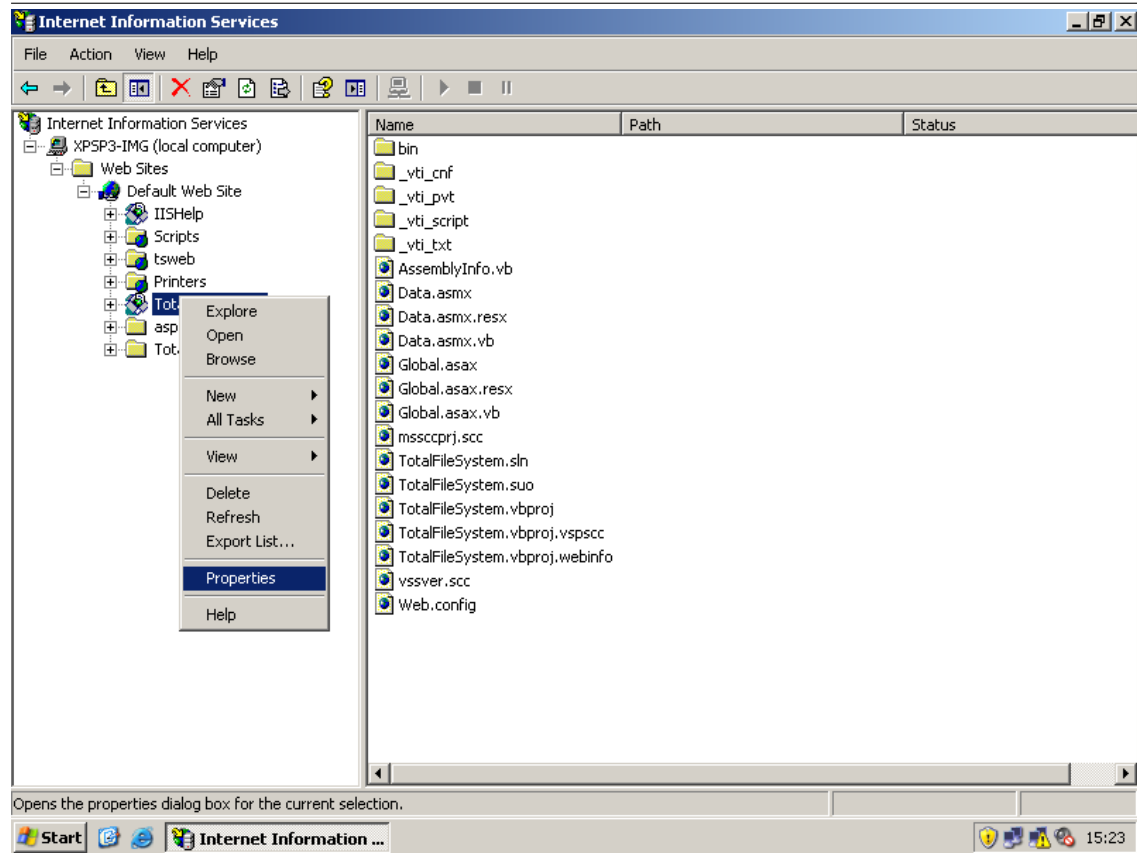 Internet Information Services
File Action View Help
Internet Information Services
XPSP3-IMG (local computer)
Web Sites
Default Web Site
IISHelp
Scripts
tsweb
Printers
Tot
asp
Tot
Explore
Open
Browse
New
All Tasks
View
Delete
Refresh
Export List...
Properties
Help
Name Path Status
bin
_vti_cnf
_vti_pvt
_vti_script
_vti_txt
AssemblyInfo.vb
Data.asmx
Data.asmx.resx
Data.asmx.vb
Global.asax
Global.asax.resx
Global.asax.vb
mssccprj.scc
TotalFileSystem.sln
TotalFileSystem.suo
TotalFileSystem.vbproj
TotalFileSystem.vbproj.vspscc
TotalFileSystem.vbproj.webinfo
vssver.scc
Web.config
Opens the properties dialog box for the current selection.
Start Internet Information ... 15:23